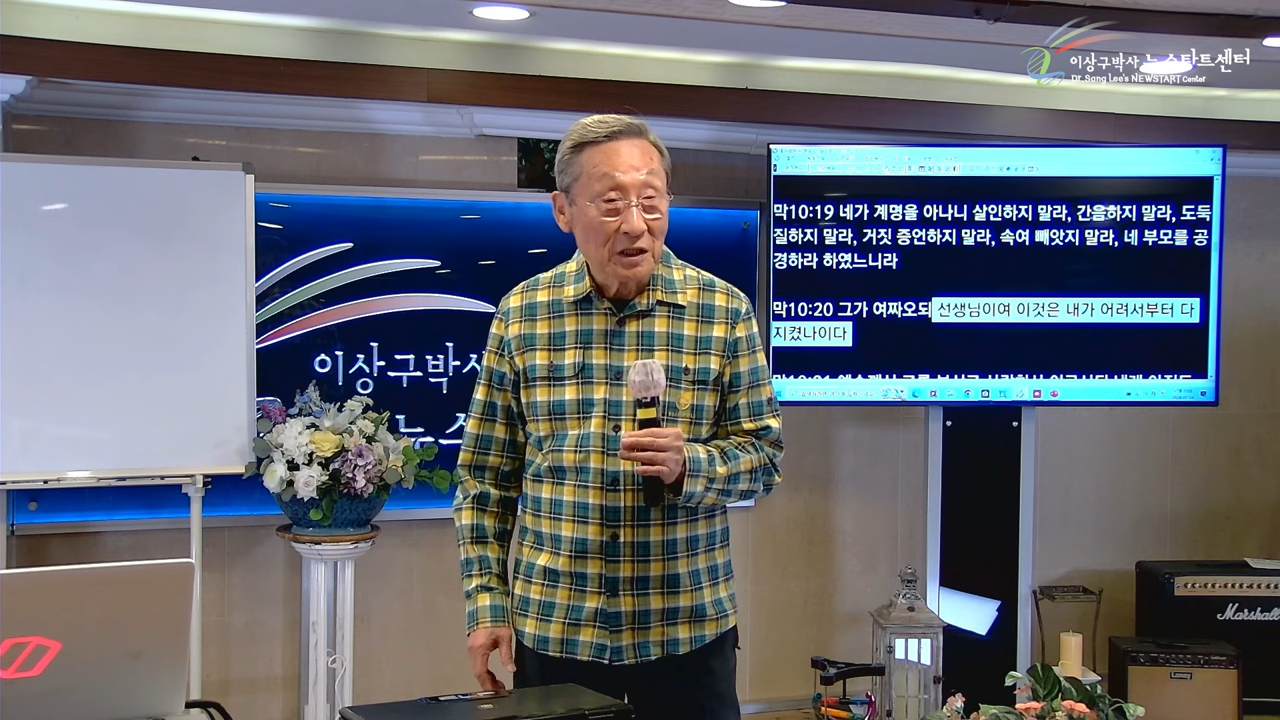 이상구박사 뉴스타트센터
Dr. Sang Lee's NEWSTART Center
막10:19 네가 계명을 아나니 살인하지 말라, 간음하지 말라, 도둑
질하지 말라, 거짓 증언하지 말라, 속여 빼앗지 말라, 네 부모를 공
경하라 하였느니라
막10:20 그가 여짜오되 선생님이여 이것은 내가 어려서부터 다
지켰나이다
이상구박사
뉴스
Marshall
Laney